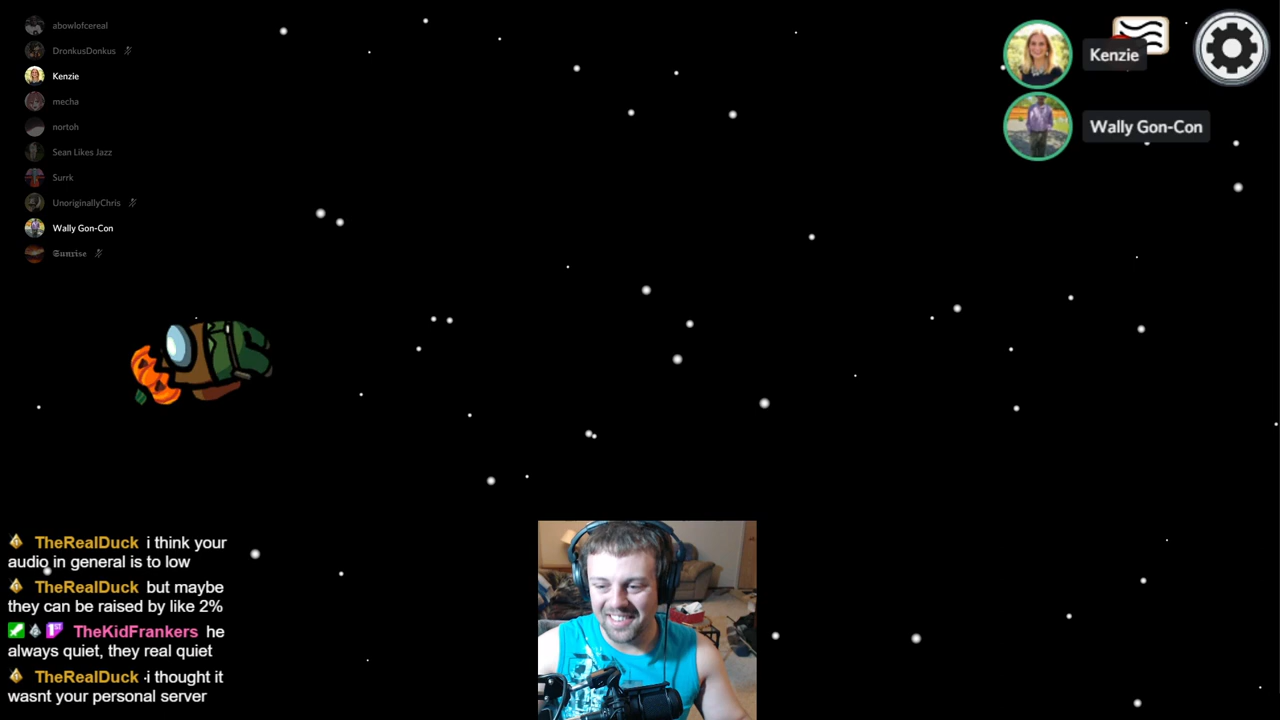 abowlofcereal
DronkusDonkus
Kenzie
mecha
nortoh
Sean Likes Jazz
Surrk
UnoriginallyChris
Wally Gon-Con
𝕾𝖚𝖓𝖗𝖎𝖘𝖊
Kenzie
Wally Gon-Con
TheRealDuck i think your
audio in general is to low
TheRealDuck but maybe
they can be raised by like 2%
1ST TheKidFrankers he
always quiet, they real quiet
TheRealDuck i thought it
wasnt your personal server